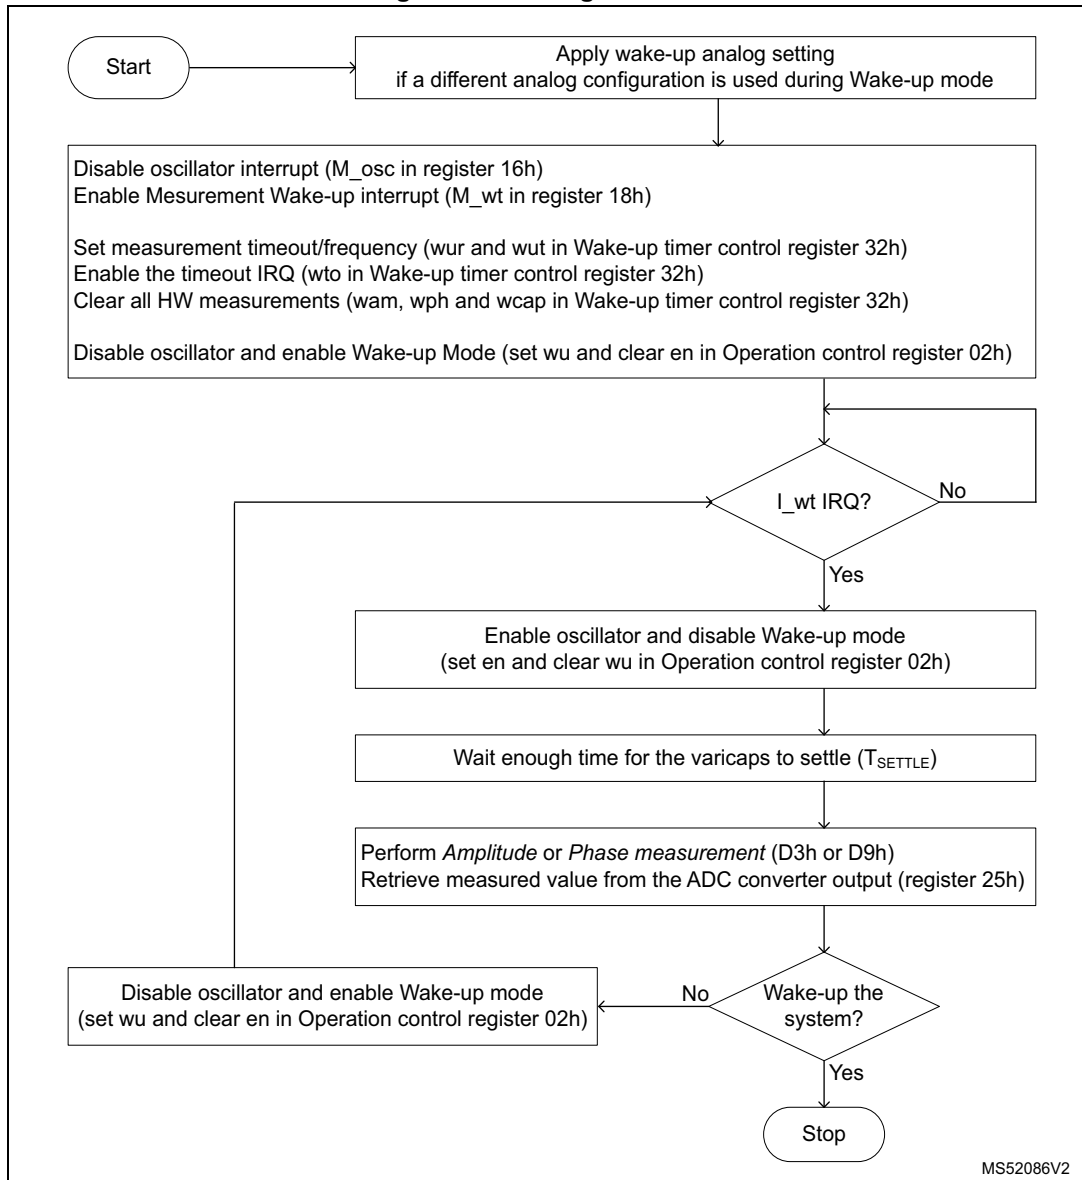 Start
Apply wake-up analog setting
if a different analog configuration is used during Wake-up mode
Disable oscillator interrupt (M_osc in register 16h)
Enable Mesurement Wake-up interrupt (M_wt in register 18h)
Set measurement timeout/frequency (wur and wut in Wake-up timer control register 32h)
Enable the timeout IRQ (wto in Wake-up timer control register 32h)
Clear all HW measurements (wam, wph and wcap in Wake-up timer control register 32h)
Disable oscillator and enable Wake-up Mode (set wu and clear en in Operation control register 02h)
I_wt IRQ?
No
Yes
Enable oscillator and disable Wake-up mode
(set en and clear wu in Operation control register 02h)
Wait enough time for the varicaps to settle (TSETTLE)
Perform Amplitude or Phase measurement (D3h or D9h)
Retrieve measured value from the ADC converter output (register 25h)
Wake-up the
system?
No
Disable oscillator and enable Wake-up mode
(set wu and clear en in Operation control register 02h)
Yes
Stop
MS52086V2